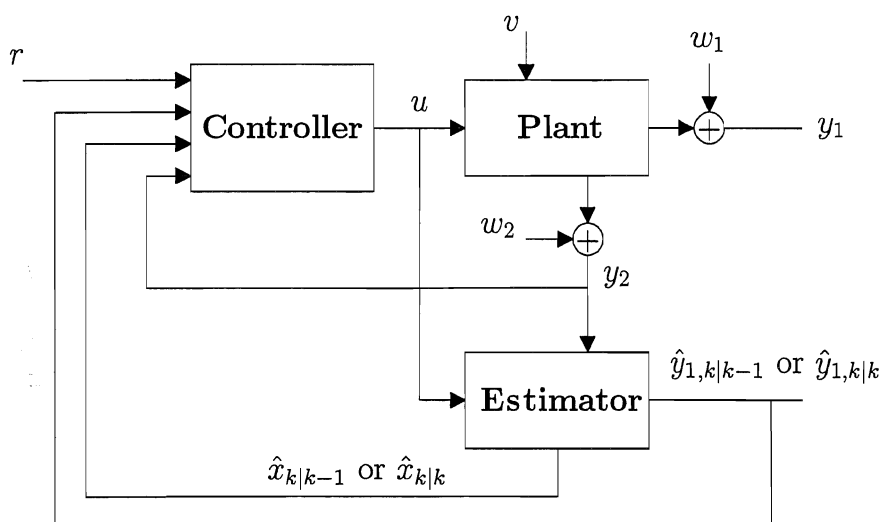 r
v
w₁
u
Controller
Plant
y₁
w₂
y₂
ŷ₁,ₖ|ₖ₋₁ or ŷ₁,ₖ|ₖ
Estimator
x̂ₖ|ₖ₋₁ or x̂ₖ|ₖ